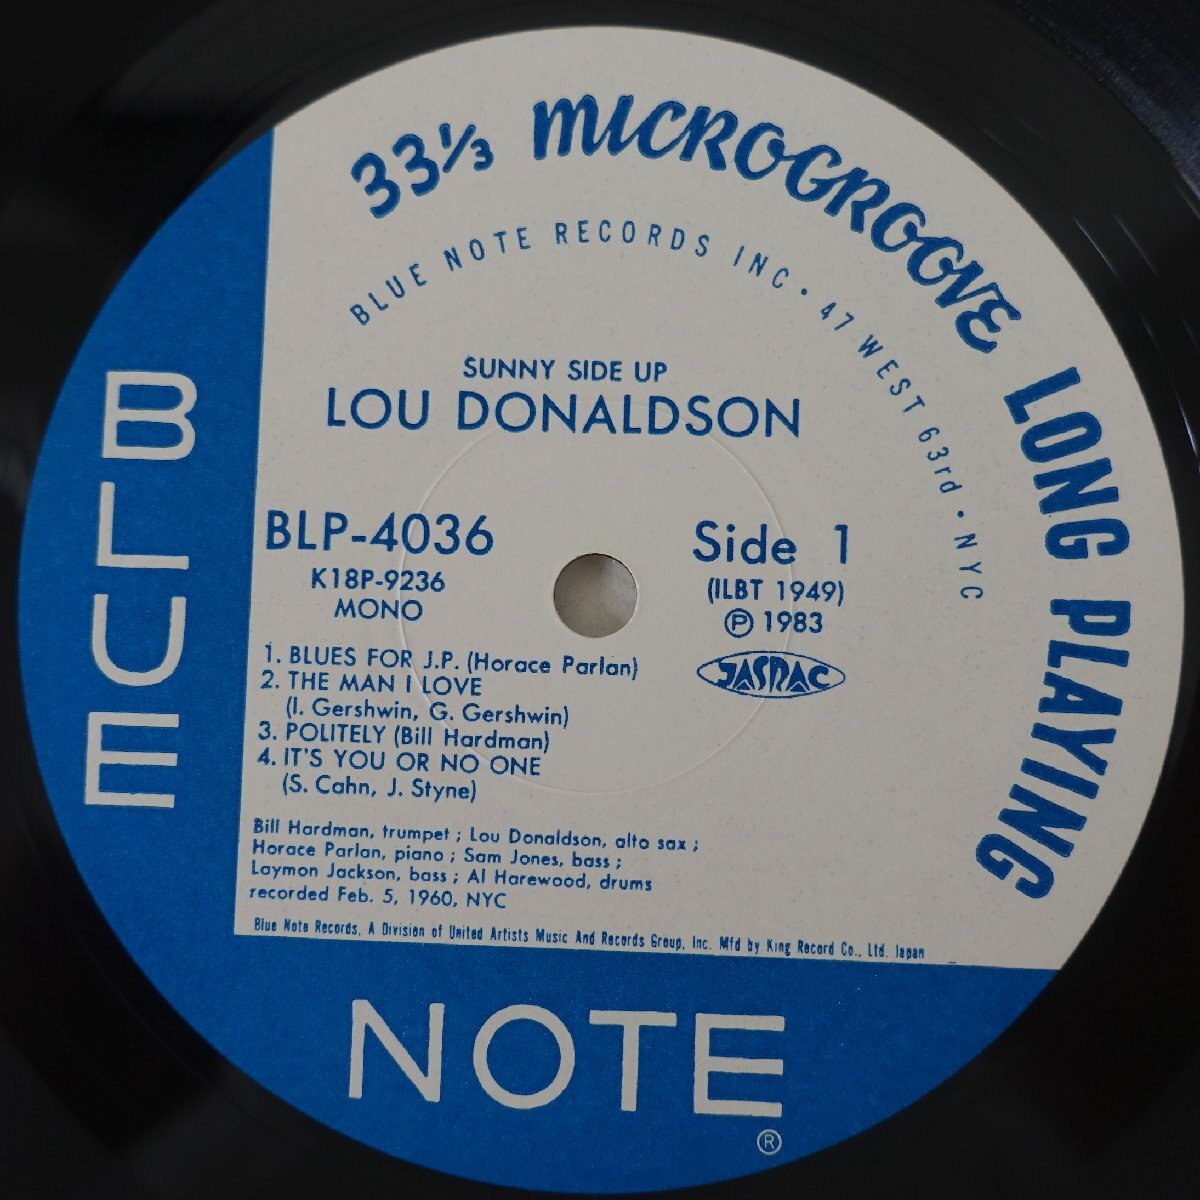 33⅓ MICROGROOVE LONG PLAYING
BLUE NOTE RECORDS INC · 47 WEST 63rd · NYC
SUNNY SIDE UP
LOU DONALDSON
BLP-4036
K18P-9236
MONO
Side 1
(ILBT 1949)
Ⓟ 1983
JASRAC
1. BLUES FOR J.P. (Horace Parlan)
2. THE MAN I LOVE
(I. Gershwin, G. Gershwin)
3. POLITELY (Bill Hardman)
4. IT'S YOU OR NO ONE
(S. Cahn, J. Styne)
Bill Hardman, trumpet ; Lou Donaldson, alto sax ;
Horace Parlan, piano ; Sam Jones, bass ;
Laymon Jackson, bass ; Al Harewood, drums
recorded Feb. 5, 1960, NYC
Blue Note Records, A Division of United Artists Music And Records Group, Inc. Mfd by King Record Co., Ltd. Japan
BLUE
NOTE
®